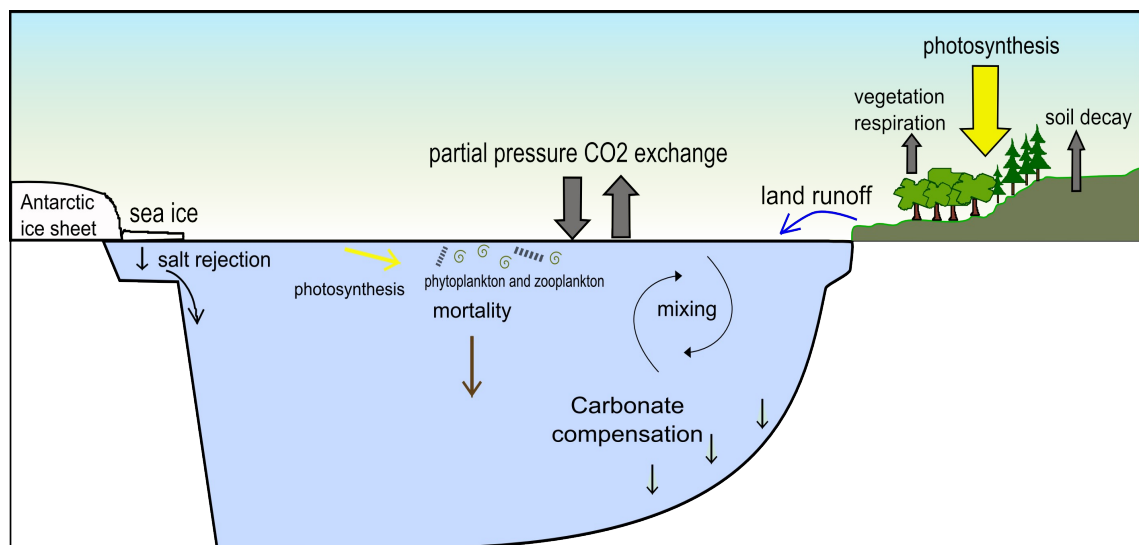 photosynthesis
vegetation
respiration
soil decay
partial pressure CO2 exchange
land runoff
Antarctic
ice sheet
sea ice
salt rejection
photosynthesis
phytoplankton and zooplankton
mortality
mixing
Carbonate
compensation